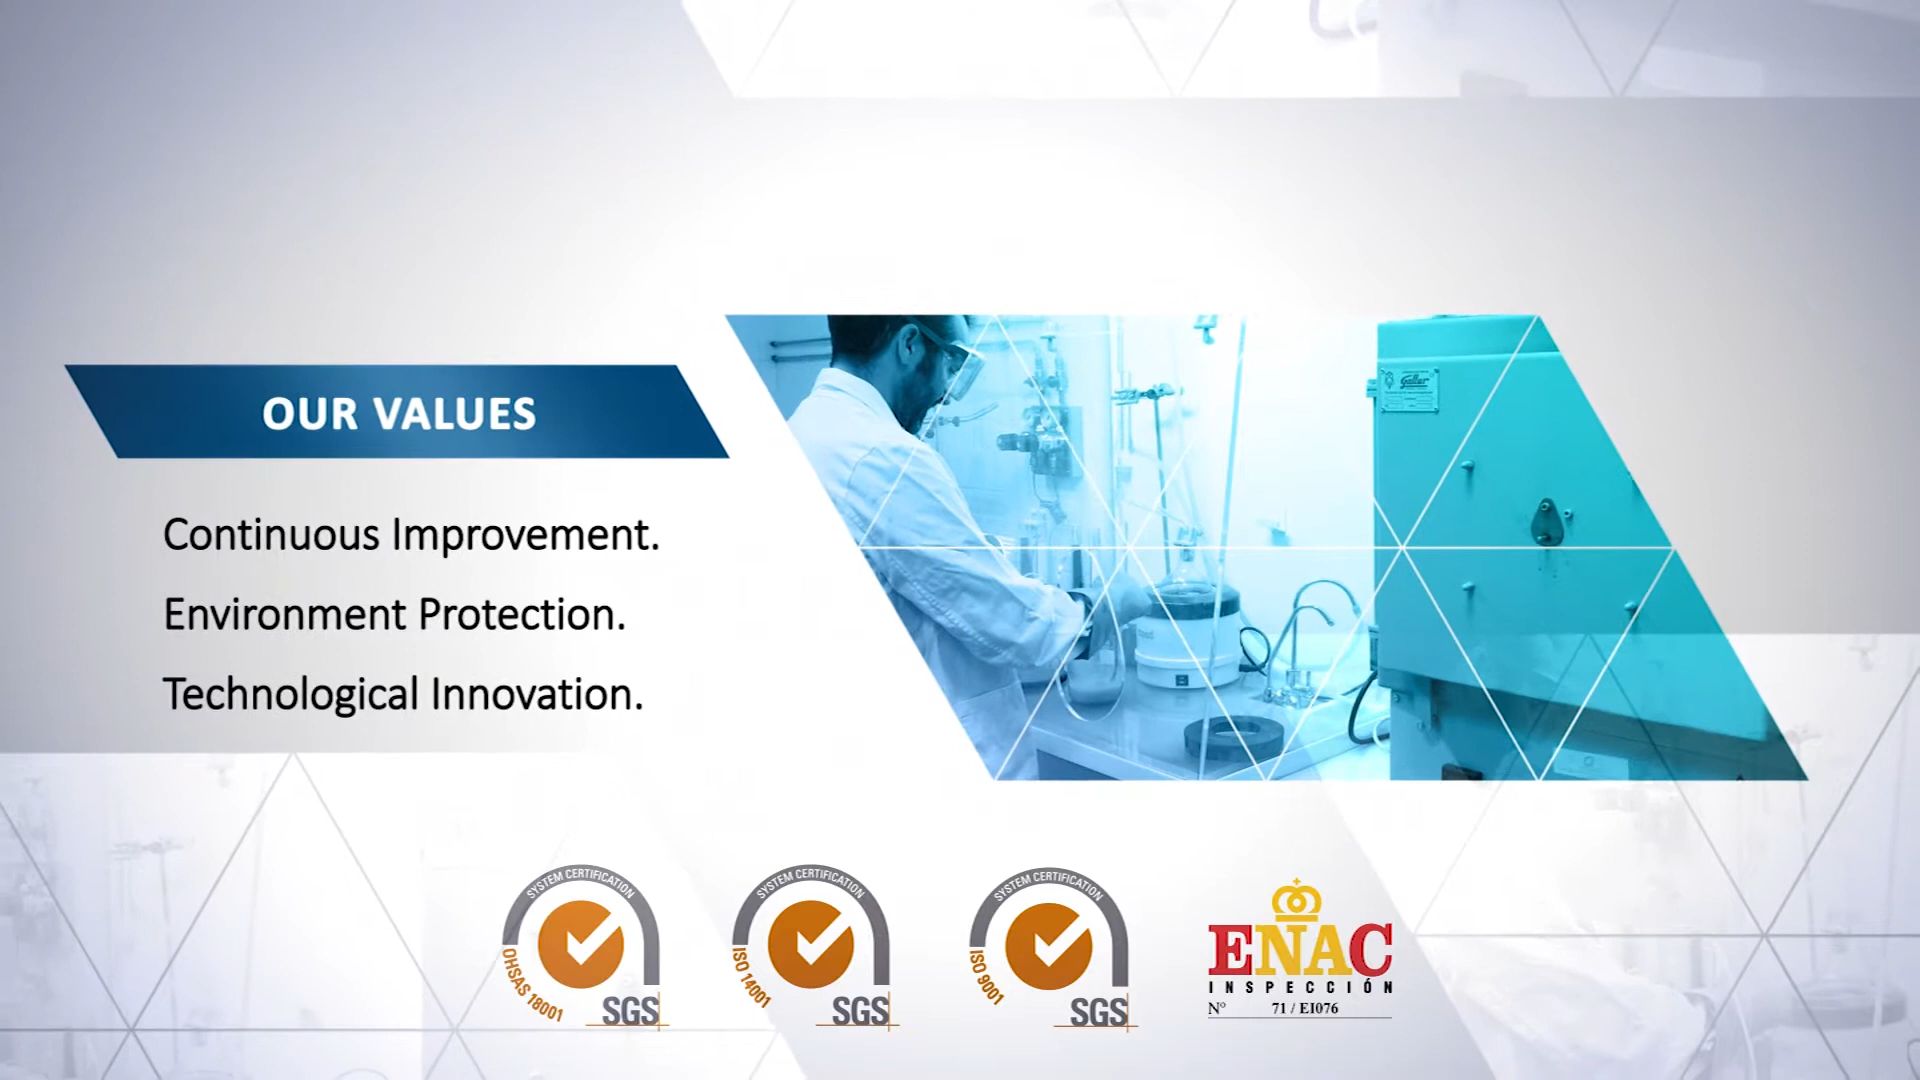 OUR VALUES
Continuous Improvement.
Environment Protection.
Technological Innovation.
SYSTEM CERTIFICATION
OHSAS 18001
SGS
SYSTEM CERTIFICATION
ISO 14001
SGS
SYSTEM CERTIFICATION
ISO 9001
SGS
ENAC
INSPECCIÓN
Nº 71 / EI076